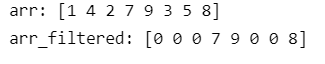 arr: [1 4 2 7 9 3 5 8]
arr_filtered: [0 0 0 7 9 0 0 8]